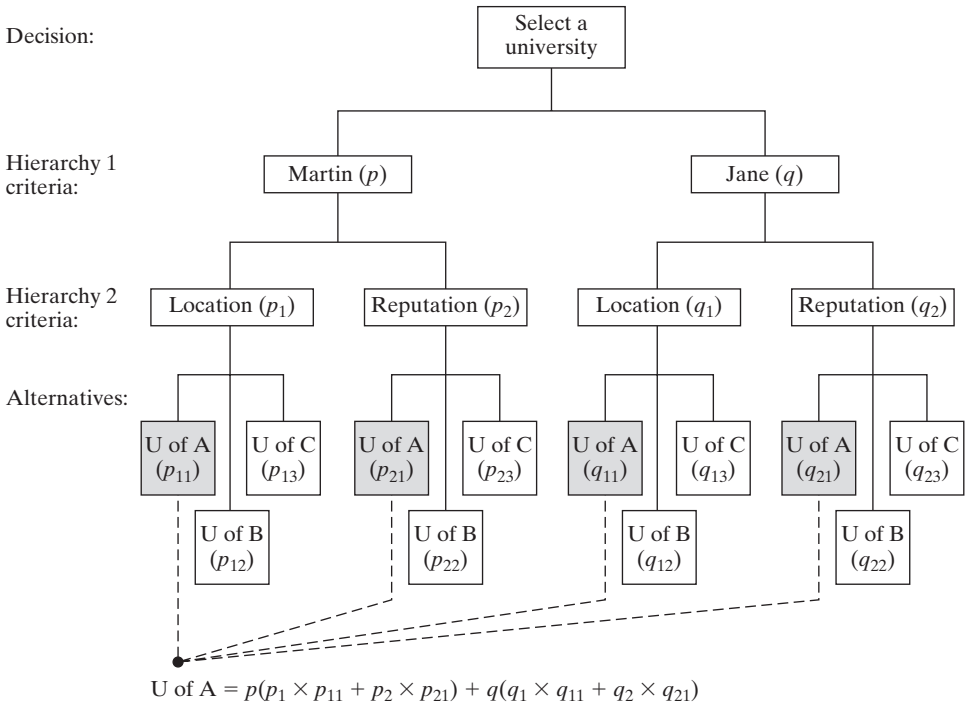 Decision:
Select a
university
Hierarchy 1
criteria:
Martin (p)
Jane (q)
Hierarchy 2
criteria:
Location (p₁)
Reputation (p₂)
Location (q₁)
Reputation (q₂)
Alternatives:
U of A
(p₁₁)
U of C
(p₁₃)
U of A
(p₂₁)
U of C
(p₂₃)
U of A
(q₁₁)
U of C
(q₁₃)
U of A
(q₂₁)
U of C
(q₂₃)
U of B
(p₁₂)
U of B
(p₂₂)
U of B
(q₁₂)
U of B
(q₂₂)
U of A = p(p₁ × p₁₁ + p₂ × p₂₁) + q(q₁ × q₁₁ + q₂ × q₂₁)